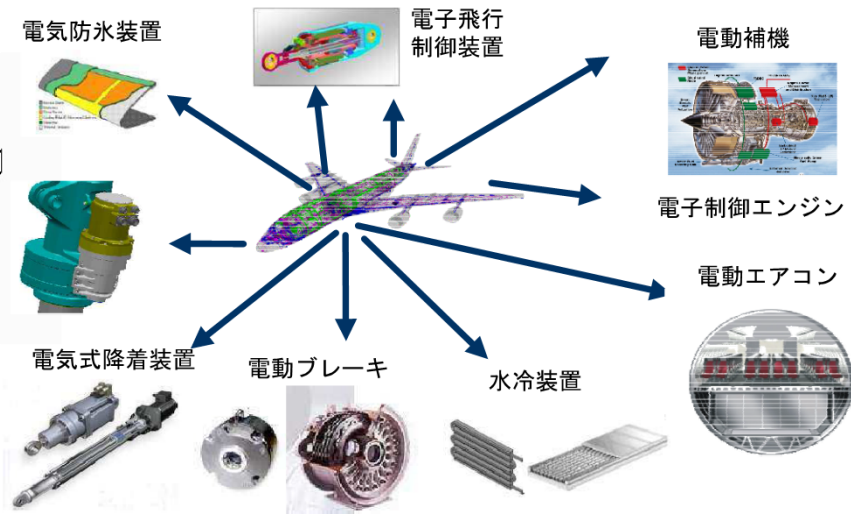 電気防氷装置
電子飛行
制御装置
電動補機
電子制御エンジン
電動エアコン
電気式降着装置
電動ブレーキ
水冷装置